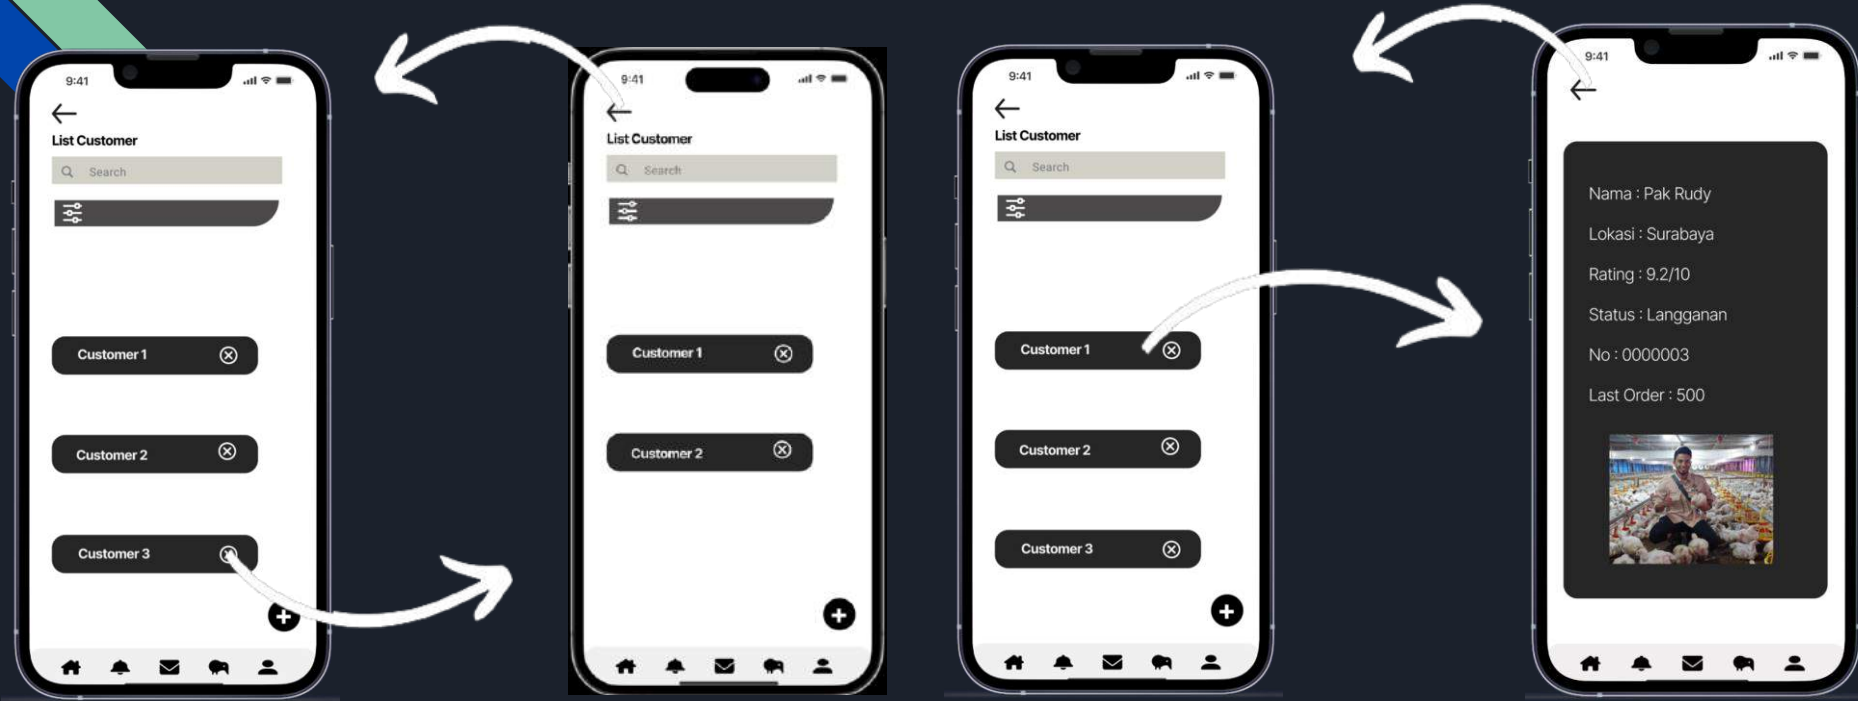 9:41
List Customer
Search
Customer 1
Customer 2
Customer 3
9:41
List Customer
Search
Customer 1
Customer 2
9:41
List Customer
Search
Customer 1
Customer 2
Customer 3
9:41
Nama : Pak Rudy
Lokasi : Surabaya
Rating : 9.2/10
Status : Langganan
No : 0000003
Last Order : 500